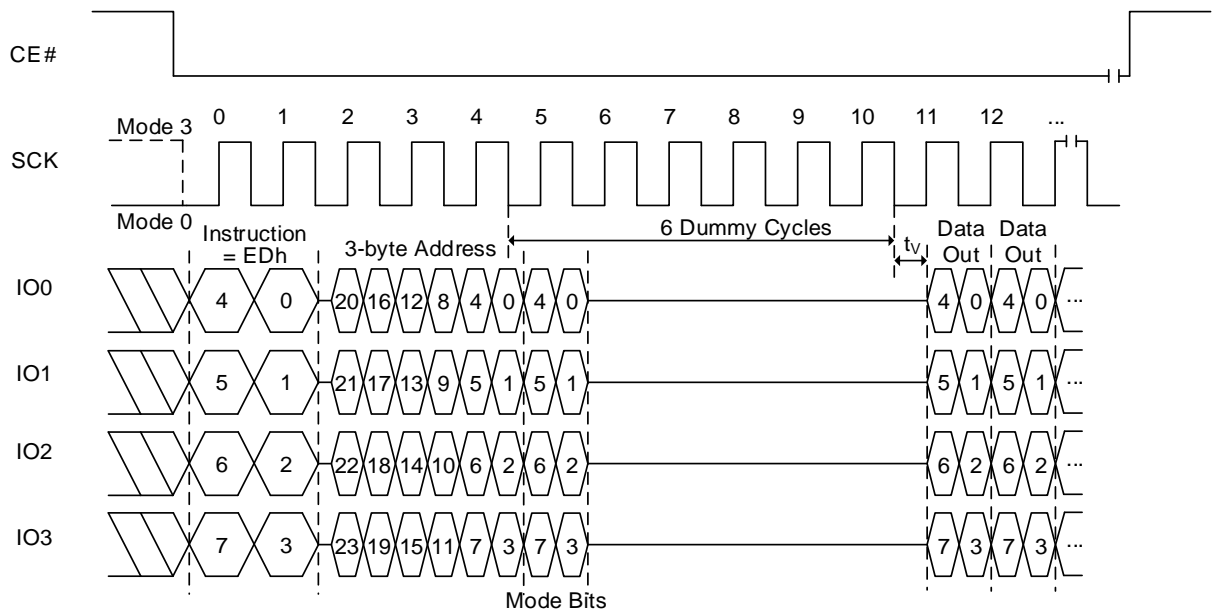 CE#
Mode 3
0 1 2 3 4 5 6 7 8 9 10 11 12 ...
SCK
Mode 0
Instruction
= EDh
3-byte Address
6 Dummy Cycles
tV
Data
Out
Data
Out
IO0
4 0 20 16 12 8 4 0 4 0 4 0 4 0 ...
IO1
5 1 21 17 13 9 5 1 5 1 5 1 5 1 ...
IO2
6 2 22 18 14 10 6 2 6 2 6 2 6 2 ...
IO3
7 3 23 19 15 11 7 3 7 3 7 3 7 3 ...
Mode Bits